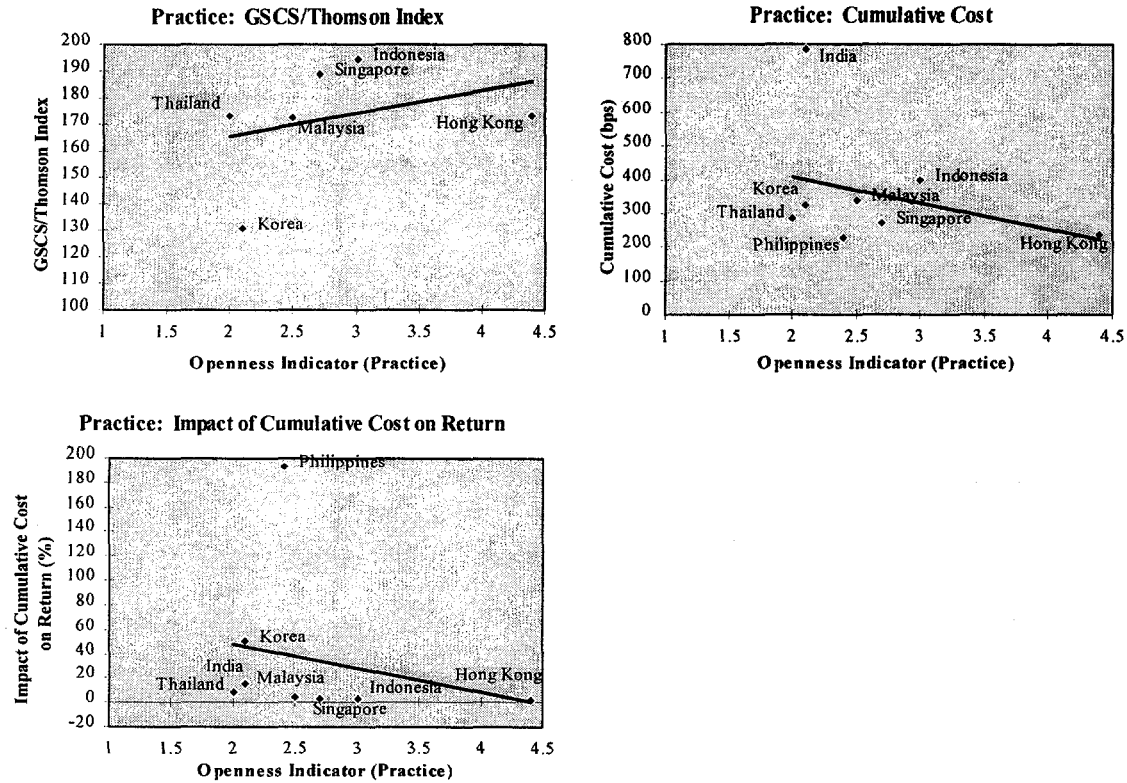 Practice: GSCS/Thomson Index
200
190
180
170
160
150
140
130
120
110
100
GSCS/Thomson Index
Indonesia
Singapore
Thailand
Malaysia
Hong Kong
Korea
1 1.5 2 2.5 3 3.5 4 4.5
Openness Indicator (Practice)
Practice: Cumulative Cost
800
700
600
500
400
300
200
100
0
Cumulative Cost (bps)
India
Indonesia
Korea
Malaysia
Thailand
Singapore
Philippines
Hong Kong
1 1.5 2 2.5 3 3.5 4 4.5
Openness Indicator (Practice)
Practice: Impact of Cumulative Cost on Return
200
180
160
140
120
100
80
60
40
20
0
-20
Impact of Cumulative Cost
on Return (%)
Philippines
Korea
India
Malaysia
Hong Kong
Thailand
Indonesia
Singapore
1 1.5 2 2.5 3 3.5 4 4.5
Openness Indicator (Practice)